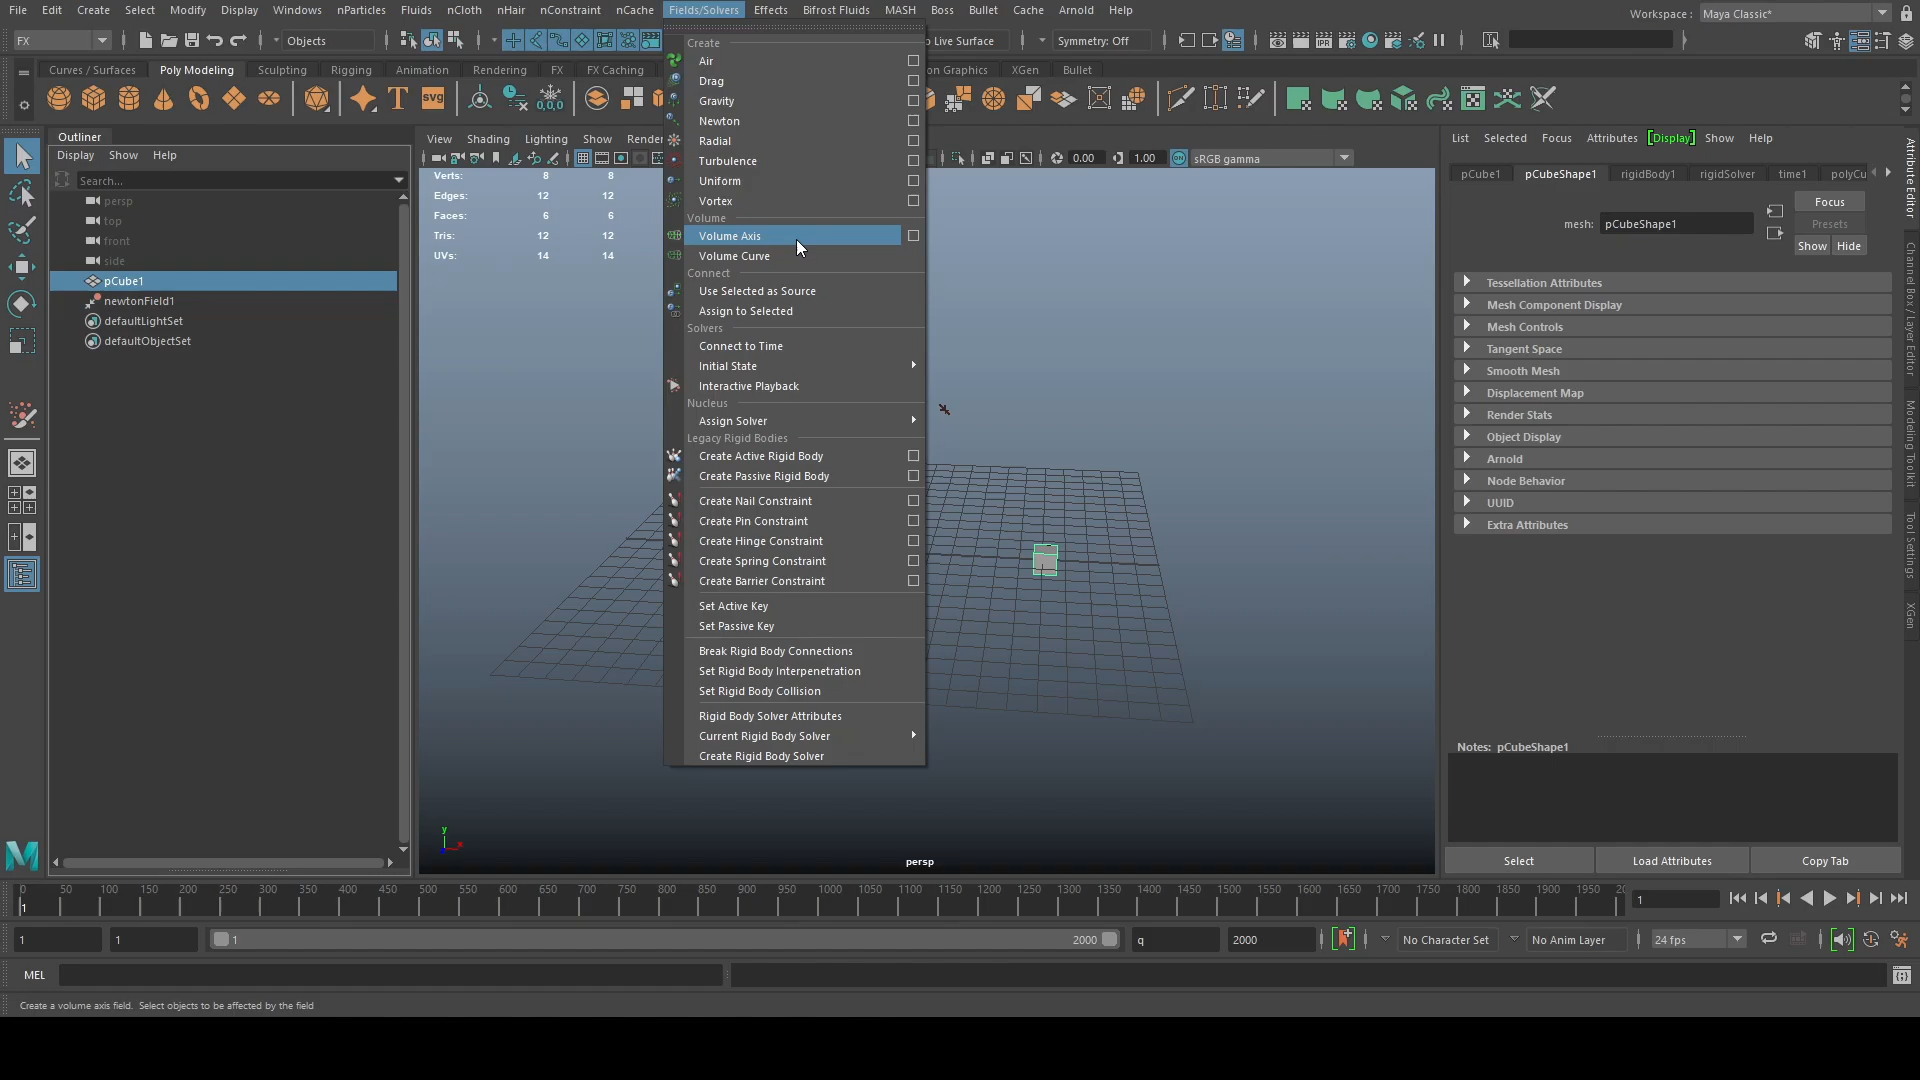 File Edit Create Select Modify Display Windows nParticles Fluids nCloth nHair nConstraint nCache Fields/Solvers Effects Bifrost Fluids MASH Boss Bullet Cache Arnold Help
Workspace : Maya Classic*
FX
Objects
Live Surface
Symmetry: Off
Curves / Surfaces Poly Modeling Sculpting Rigging Animation Rendering FX FX Caching
on Graphics XGen Bullet
SVG
0,0,0
Outliner
Display Show Help
Search...
persp
top
front
side
pCube1
newtonField1
defaultLightSet
defaultObjectSet
View Shading Lighting Show Render
0.00 1.00 sRGB gamma
Verts: 8 8
Edges: 12 12
Faces: 6 6
Tris: 12 12
UVs: 14 14
Create
Air
Drag
Gravity
Newton
Radial
Turbulence
Uniform
Vortex
Volume
Volume Axis
Volume Curve
Connect
Use Selected as Source
Assign to Selected
Solvers
Connect to Time
Initial State
Interactive Playback
Nucleus
Assign Solver
Legacy Rigid Bodies
Create Active Rigid Body
Create Passive Rigid Body
Create Nail Constraint
Create Pin Constraint
Create Hinge Constraint
Create Spring Constraint
Create Barrier Constraint
Set Active Key
Set Passive Key
Break Rigid Body Connections
Set Rigid Body Interpenetration
Set Rigid Body Collision
Rigid Body Solver Attributes
Current Rigid Body Solver
Create Rigid Body Solver
y
x
persp
List Selected Focus Attributes [Display] Show Help
pCube1 pCubeShape1 rigidBody1 rigidSolver time1 polyCu
mesh: pCubeShape1
Focus
Presets
Show Hide
Tessellation Attributes
Mesh Component Display
Mesh Controls
Tangent Space
Smooth Mesh
Displacement Map
Render Stats
Object Display
Arnold
Node Behavior
UUID
Extra Attributes
Notes: pCubeShape1
Select Load Attributes Copy Tab
Attribute Editor
Channel Box / Layer Editor
Modeling Toolkit
Tool Settings
XGen
0 50 100 150 200 250 300 350 400 450 500 550 600 650 700 750 800 850 900 950 1000 1050 1100 1150 1200 1250 1300 1350 1400 1450 1500 1550 1600 1650 1700 1750 1800 1850 1900 1950 20
1
1
1 1 1 2000 q 2000 No Character Set No Anim Layer 24 fps
MEL
Create a volume axis field. Select objects to be affected by the field